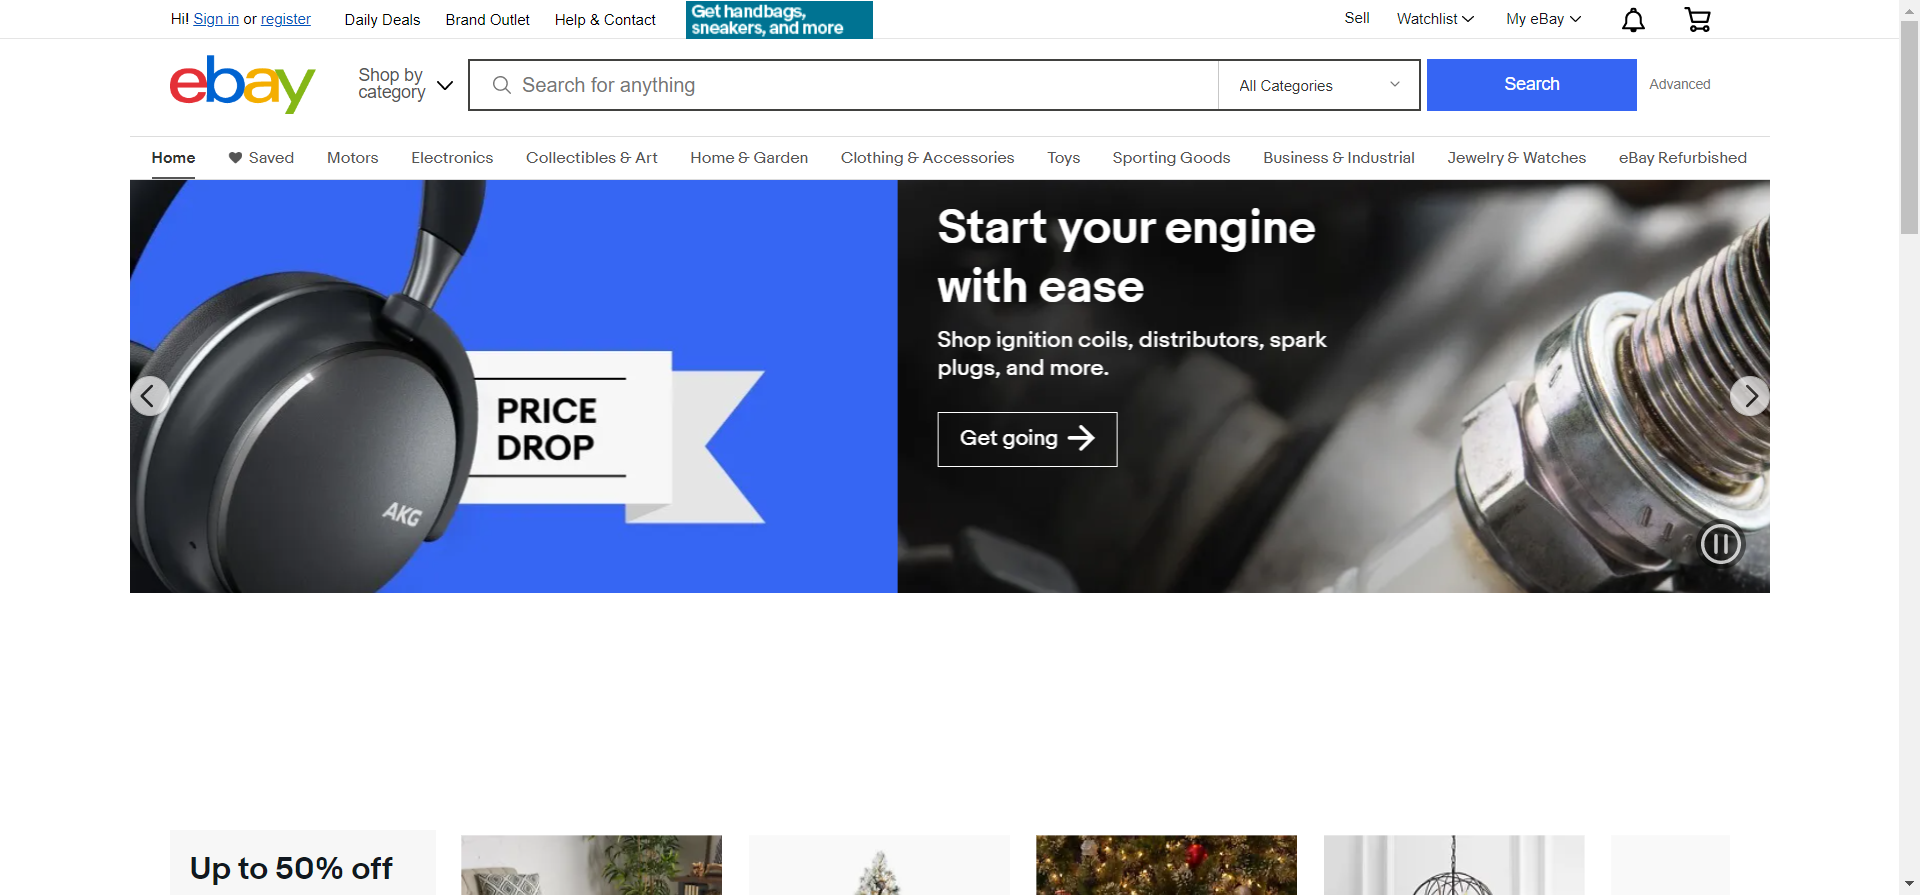 Hi! Sign in or register
Daily Deals
Brand Outlet
Help & Contact
Get handbags,
sneakers, and more
Sell
Watchlist
My eBay
ebay
Shop by
category
Search for anything
All Categories
Search
Advanced
Home
Saved
Motors
Electronics
Collectibles & Art
Home & Garden
Clothing & Accessories
Toys
Sporting Goods
Business & Industrial
Jewelry & Watches
eBay Refurbished
PRICE
DROP
AKG
Start your engine
with ease
Shop ignition coils, distributors, spark
plugs, and more.
Get going
Up to 50% off